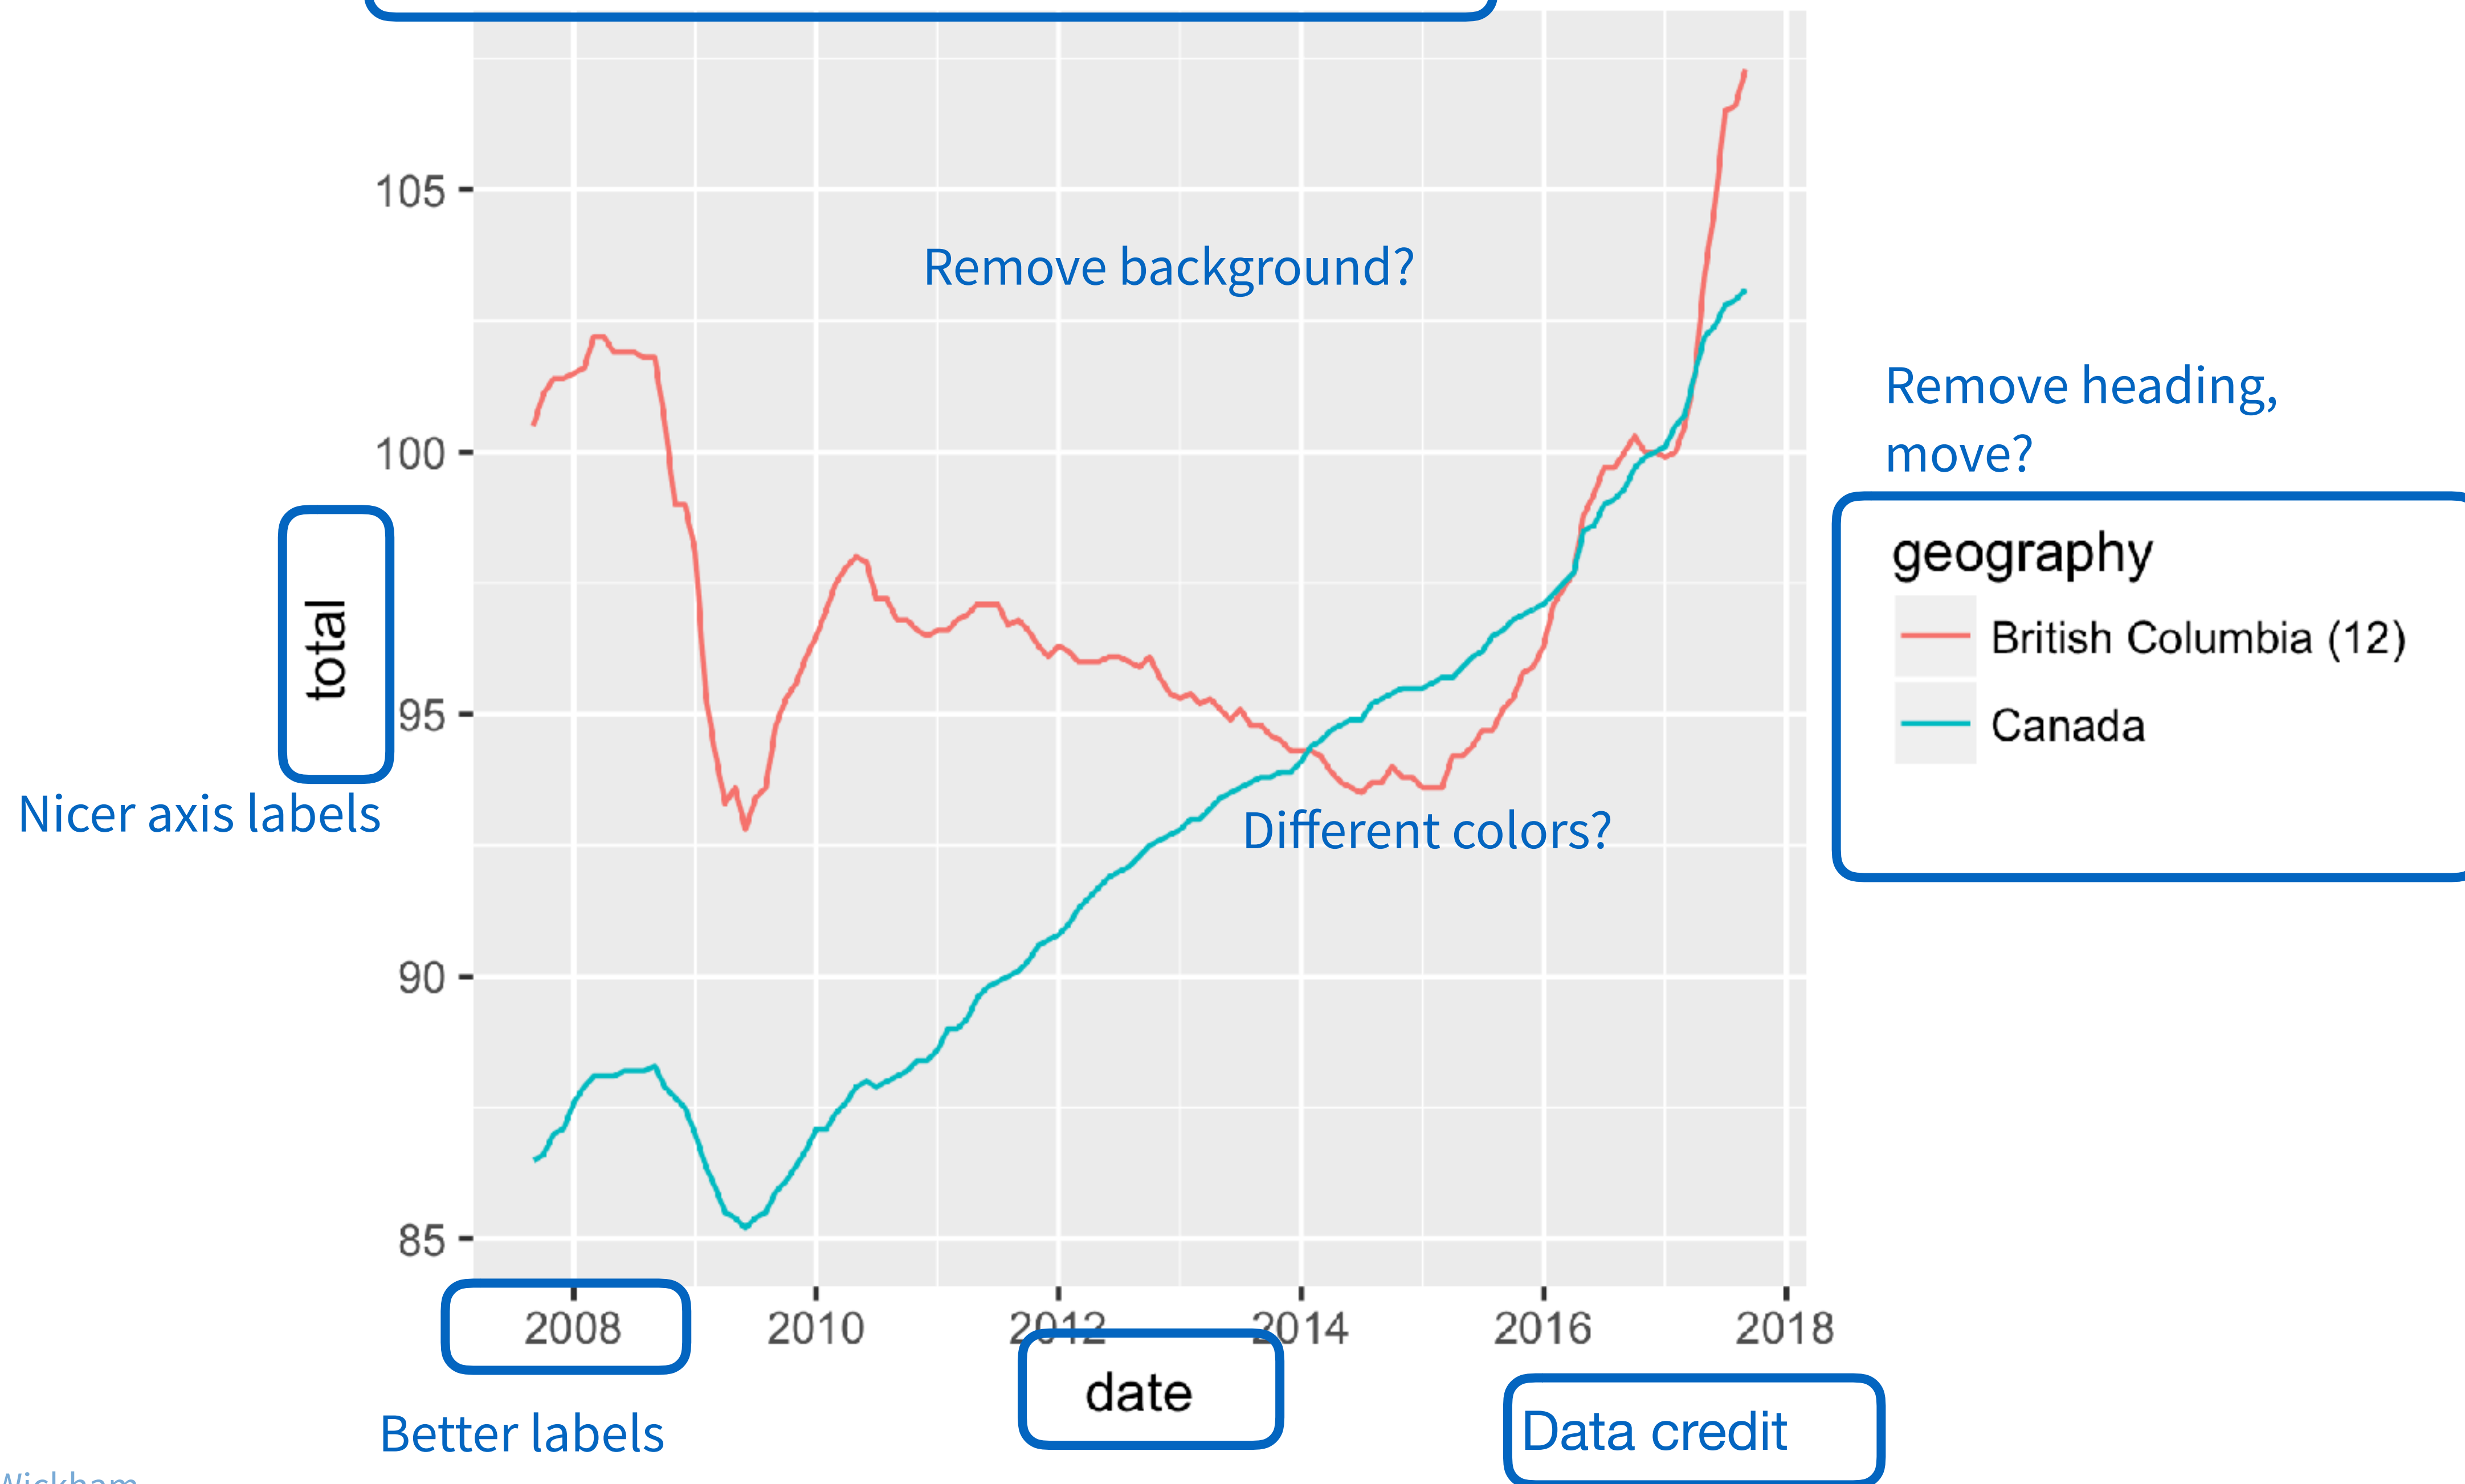 105
Remove background?
Remove heading,
move?
100
geography
British Columbia (12)
Canada
total
95
Nicer axis labels
Different colors?
90
85
2008 2010 2012 2014 2016 2018
date
Better labels
Data credit
Wickham